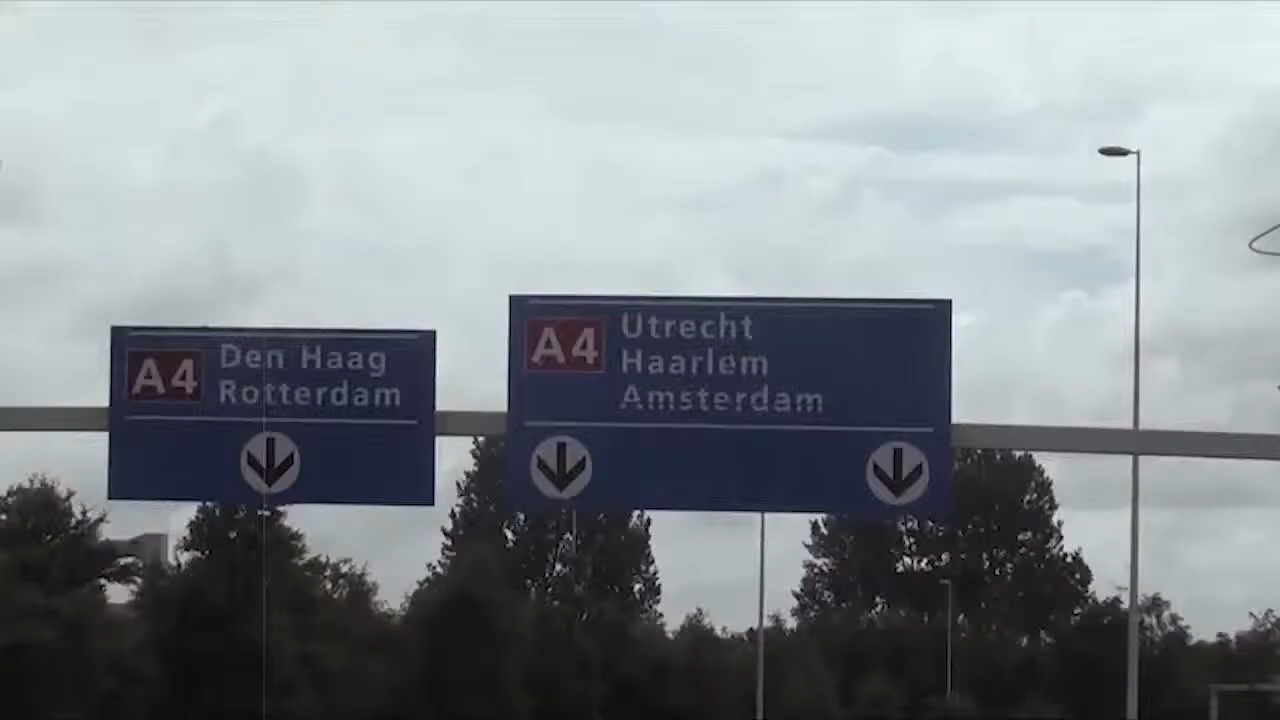 A4 Den Haag
Rotterdam
A4 Utrecht
Haarlem
Amsterdam